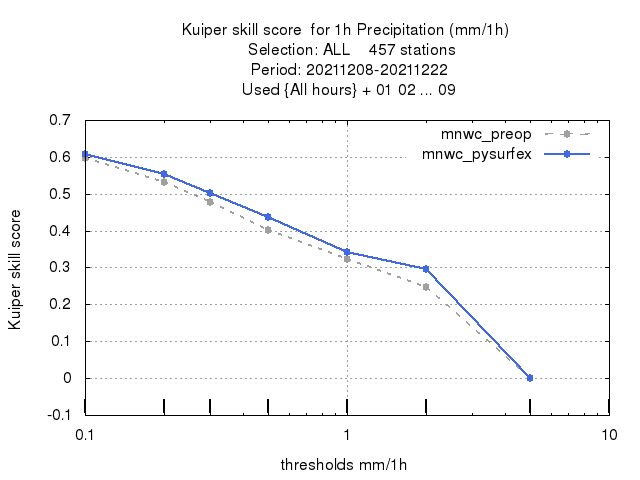 Kuiper skill score  for 1h Precipitation (mm/1h)
Selection: ALL    457 stations
Period: 20211208-20211222
Used {All hours} + 01 02 ... 09
mnwc_preop
mnwc_pysurfex
0.7
0.6
0.5
0.4
0.3
0.2
0.1
0
-0.1
Kuiper skill score
0.1 1 10
thresholds mm/1h